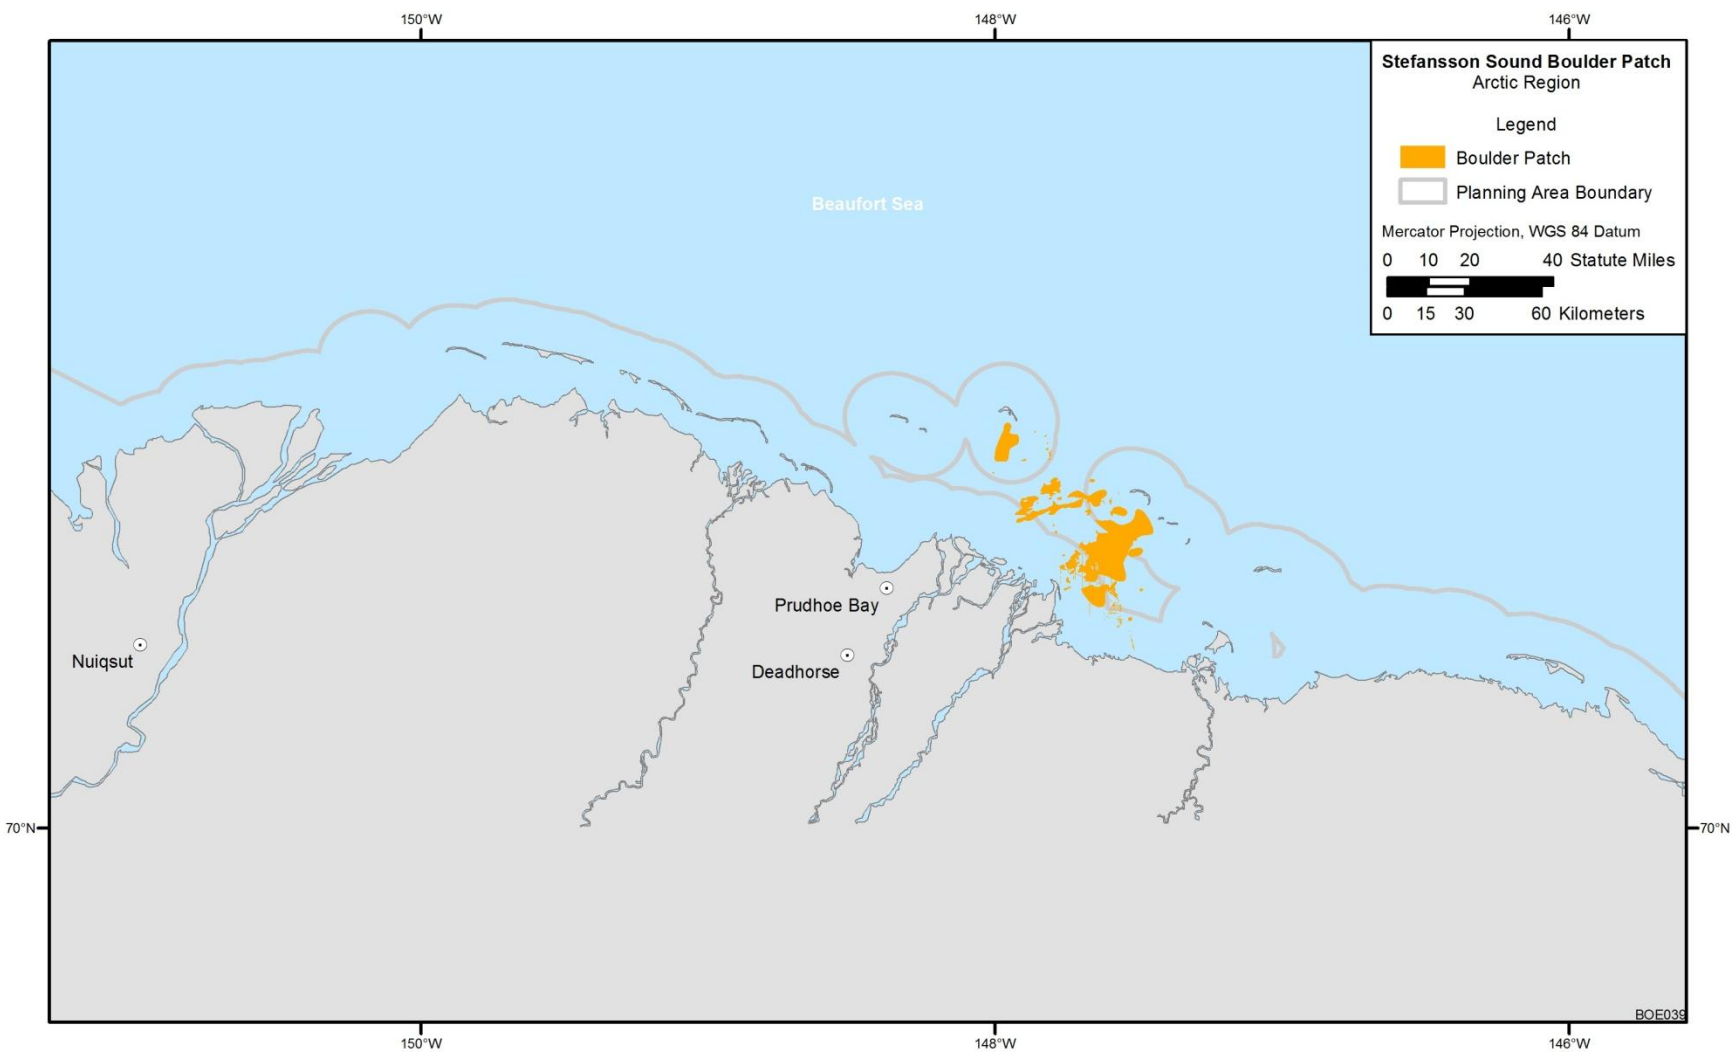 150°W 148°W 146°W
Stefansson Sound Boulder Patch
Arctic Region
Legend
Boulder Patch
Planning Area Boundary
Mercator Projection, WGS 84 Datum
0 10 20 40 Statute Miles
0 15 30 60 Kilometers
Beaufort Sea
Prudhoe Bay
Nuiqsut
Deadhorse
70°N 70°N
BOE039
150°W 148°W 146°W